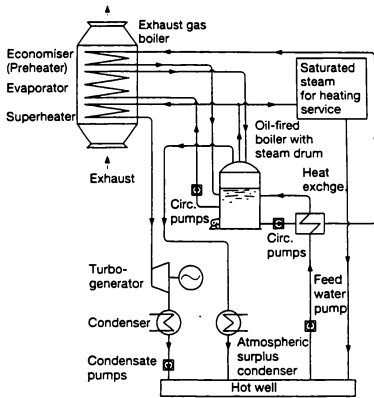 Exhaust gas
boiler
Economiser
(Preheater)
Evaporator
Superheater
Exhaust
Saturated
steam
for heating
service
Oil-fired
boiler with
steam drum
Heat
exchge.
Circ.
pumps
Circ.
pumps
Turbo-
generator
Feed
water
pump
Condenser
Atmospheric
surplus
condenser
Condensate
pumps
Hot well